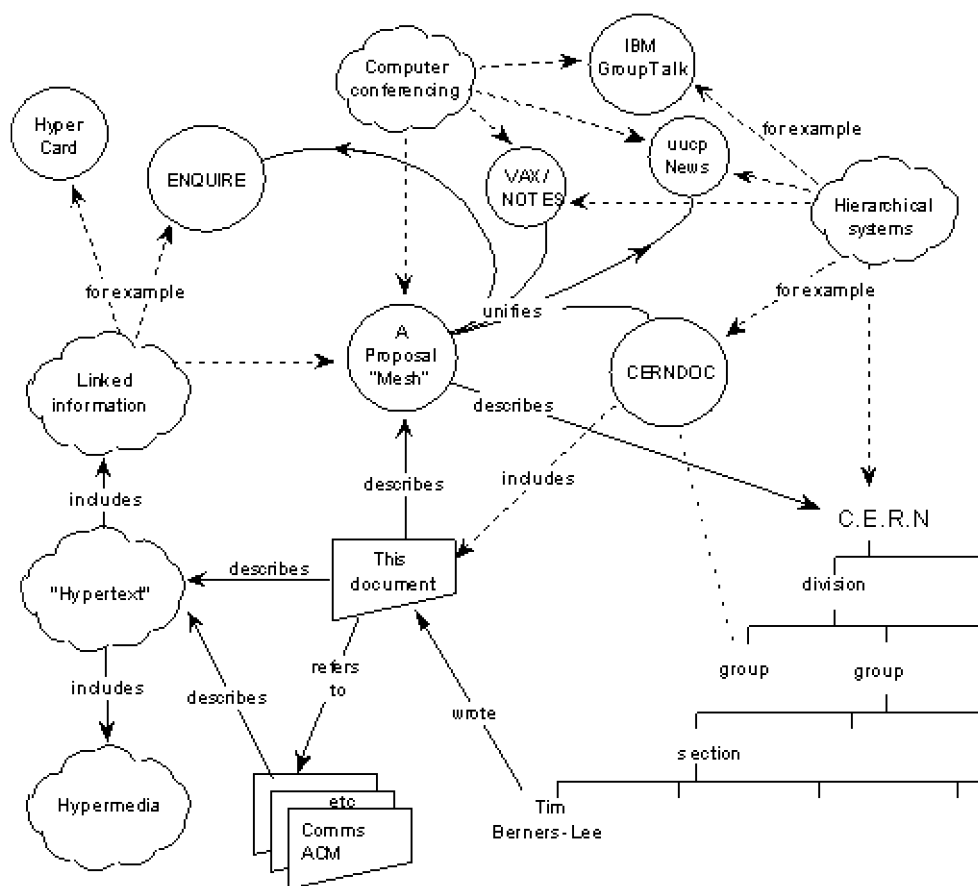 IBM
GroupTalk
Computer
conferencing
Hyper
Card
for example
uucp
News
ENQUIRE
VAX/
NOTES
Hierarchical
systems
for example
for example
unifies
A
Proposal
"Mesh"
CERNDOC
Linked
information
describes
includes
describes
includes
C.E.R.N
This
document
describes
division
"Hypertext"
refers
to
group
group
includes
describes
wrote
section
Hypermedia
etc
Tim
Berners-Lee
Comms
ACM